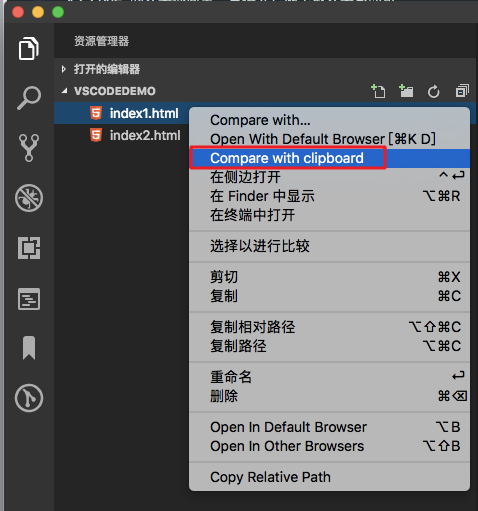 资源管理器
打开的编辑器
VSCODEDEMO
index1.html
index2.html
Compare with...
Open With Default Browser [⌘K D]
Compare with clipboard
在侧边打开 ⌃⏎
在 Finder 中显示 ⌥⌘R
在终端中打开
选择以进行比较
剪切 ⌘X
复制 ⌘C
复制相对路径 ⌥⇧⌘C
复制路径 ⌥⌘C
重命名 ⏎
删除 ⌘⌫
Open In Default Browser ⌥B
Open In Other Browsers ⌥⇧B
Copy Relative Path